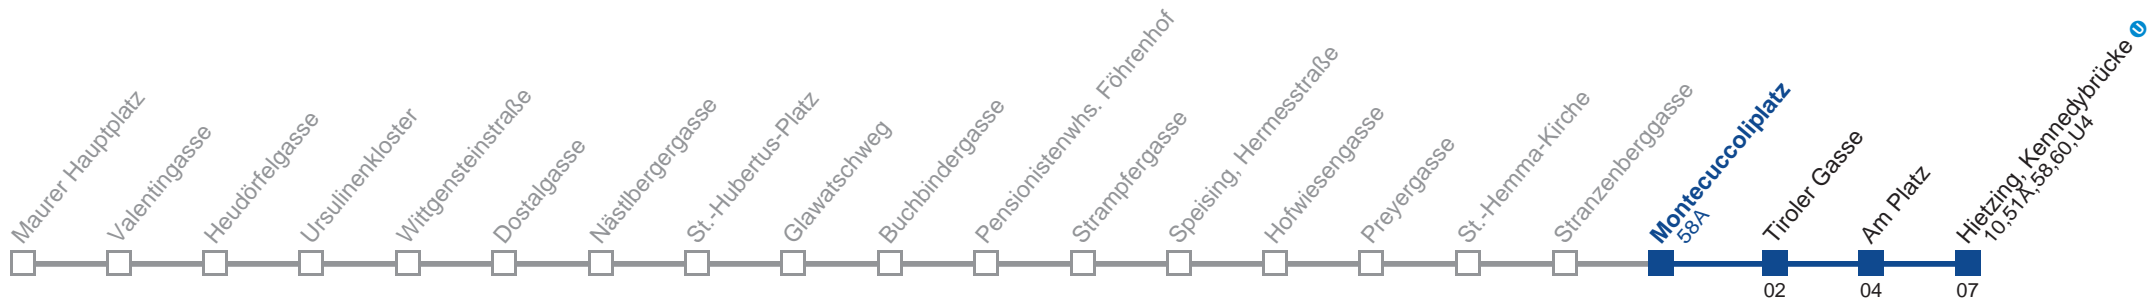 Maurer Hauptplatz
Valentingasse
Heudörfelgasse
Ursulinenkloster
Wittgensteinstraße
Dostalgasse
Nästlbergergasse
St.-Hubertus-Platz
Glawatschweg
Buchbindergasse
Pensionistenwhs. Föhrenhof
Strampfergasse
Speising, Hermesstraße
Hofwiesengasse
Preyergasse
St.-Hemma-Kirche
Stranzenberggasse
Montecuccoliplatz
58A
Tiroler Gasse
Am Platz
Hietzing, Kennedybrücke U
10,51A,58,60,U4
02
04
07